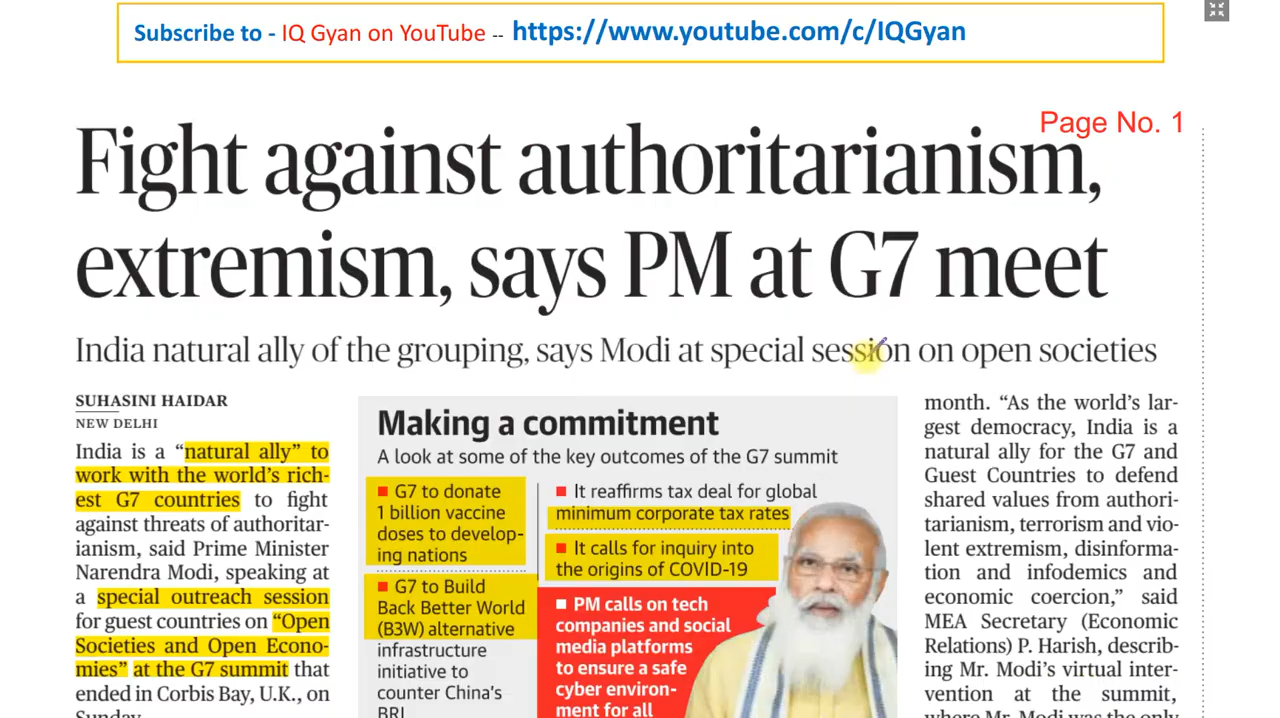 Subscribe to - IQ Gyan on YouTube -- https://www.youtube.com/c/IQGyan
Page No. 1
Fight against authoritarianism,
extremism, says PM at G7 meet
India natural ally of the grouping, says Modi at special session on open societies
SUHASINI HAIDAR
NEW DELHI
India is a “natural ally” to
work with the world’s rich-
est G7 countries to fight
against threats of authoritar-
ianism, said Prime Minister
Narendra Modi, speaking at
a special outreach session
for guest countries on “Open
Societies and Open Econo-
mies” at the G7 summit that
ended in Corbis Bay, U.K., on
Sunday.
Making a commitment
A look at some of the key outcomes of the G7 summit
■ G7 to donate
1 billion vaccine
doses to develop-
ing nations
■ G7 to Build
Back Better World
(B3W) alternative
infrastructure
initiative to
counter China’s
BRI
■ It reaffirms tax deal for global
minimum corporate tax rates
■ It calls for inquiry into
the origins of COVID-19
■ PM calls on tech
companies and social
media platforms
to ensure a safe
cyber environ-
ment for all
month. “As the world’s lar-
gest democracy, India is a
natural ally for the G7 and
Guest Countries to defend
shared values from authori-
tarianism, terrorism and vio-
lent extremism, disinforma-
tion and infodemics and
economic coercion,” said
MEA Secretary (Economic
Relations) P. Harish, describ-
ing Mr. Modi’s virtual inter-
vention at the summit,
where Mr. Modi was the only